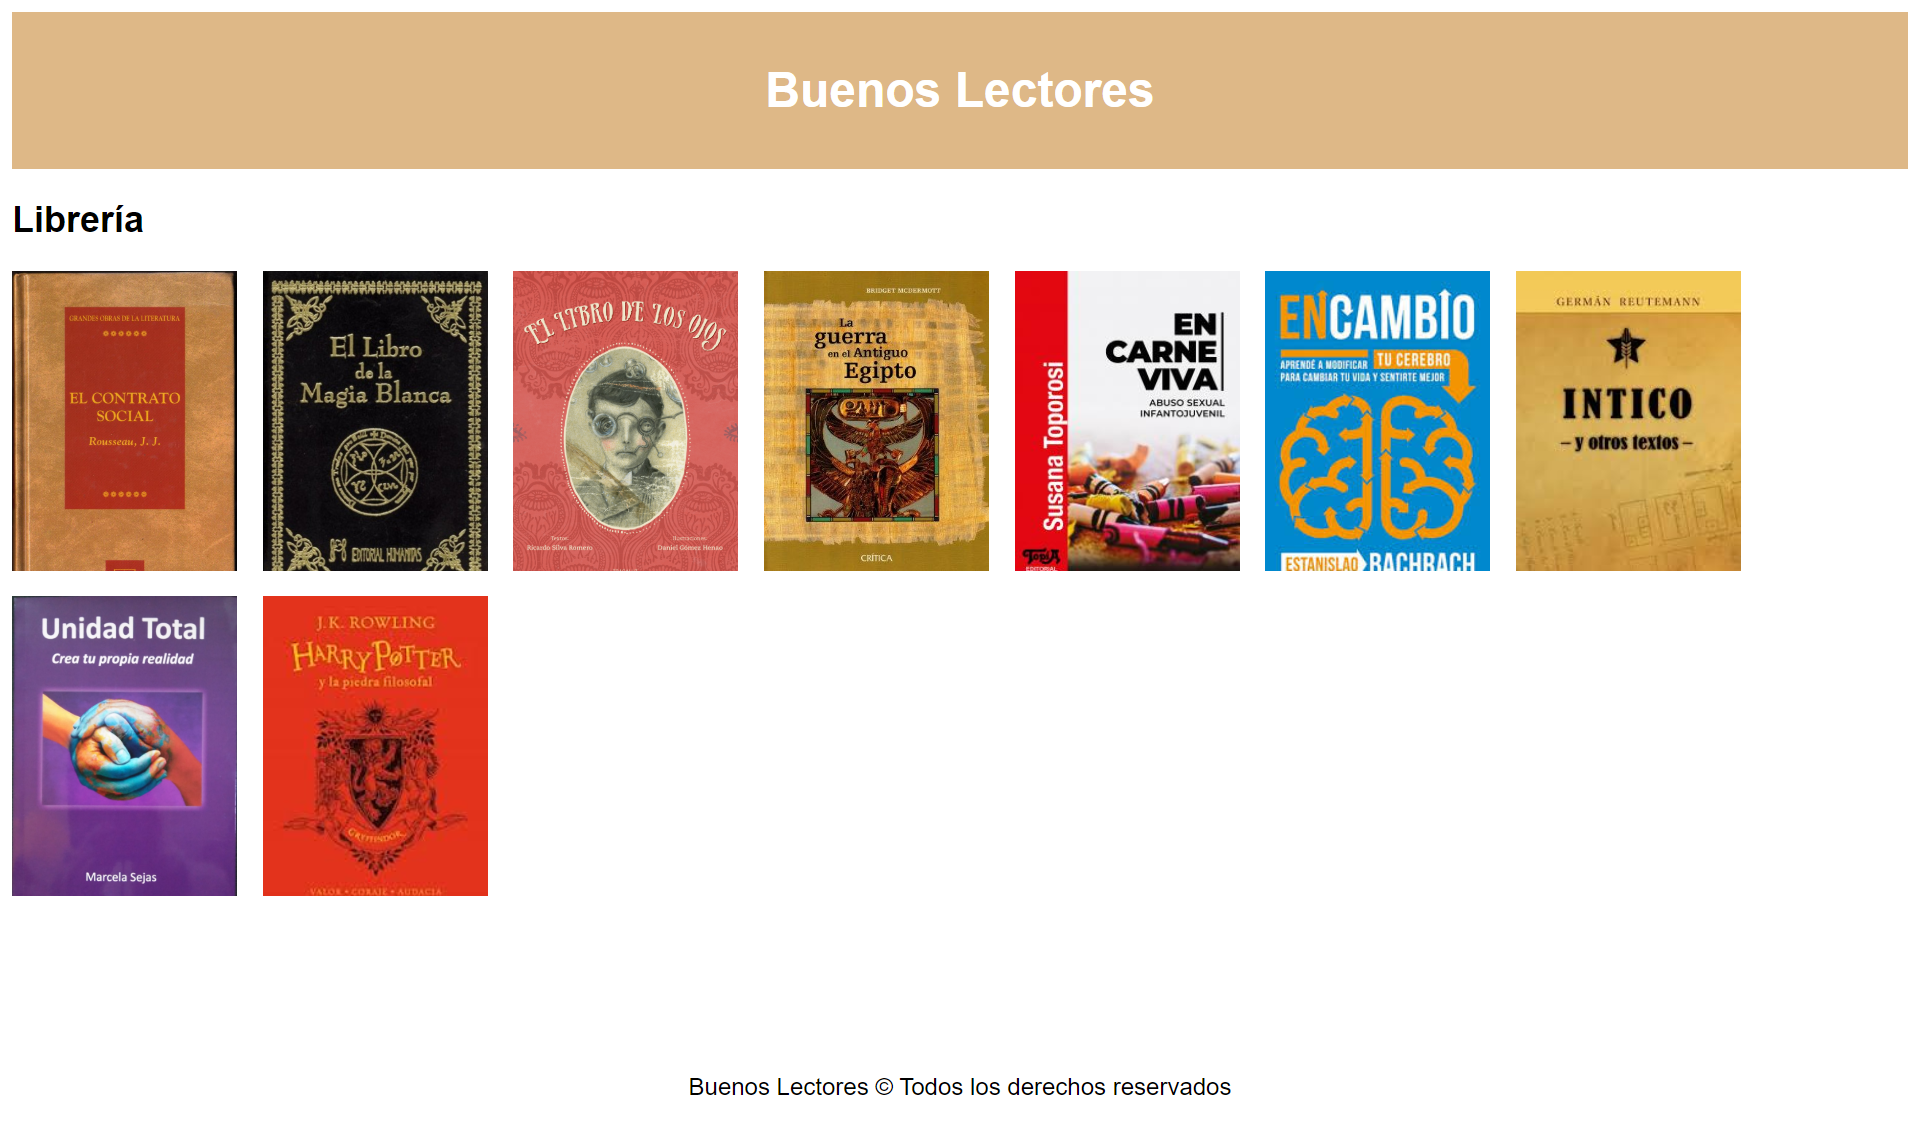 Buenos Lectores
Librería
GRANDES OBRAS DE LA LITERATURA
EL CONTRATO
SOCIAL
Rousseau, J. J.
El Libro
de la
Magia Blanca
EDITORIAL HUMANITAS
EL LIBRO DE LOS OJOS
Textos
Ricardo Silva Romero
Ilustraciones
Daniel Gómez Henao
BRIDGET MCDERMOTT
La
guerra
en el Antiguo
Egipto
CRÍTICA
Susana Toporosi
EN
CARNE
VIVA
ABUSO SEXUAL
INFANTOJUVENIL
Topía
EDITORIAL
ENCAMBIO
APRENDÉ A MODIFICAR TU CEREBRO
PARA CAMBIAR TU VIDA Y SENTIRTE MEJOR
ESTANISLAO BACHRACH
GERMÁN REUTEMANN
INTICO
– y otros textos –
Unidad Total
Crea tu propia realidad
Marcela Sejas
J.K. ROWLING
HARRY POTTER
y la piedra filosofal
GRYFFINDOR
VALOR • CORAJE • AUDACIA
Buenos Lectores © Todos los derechos reservados